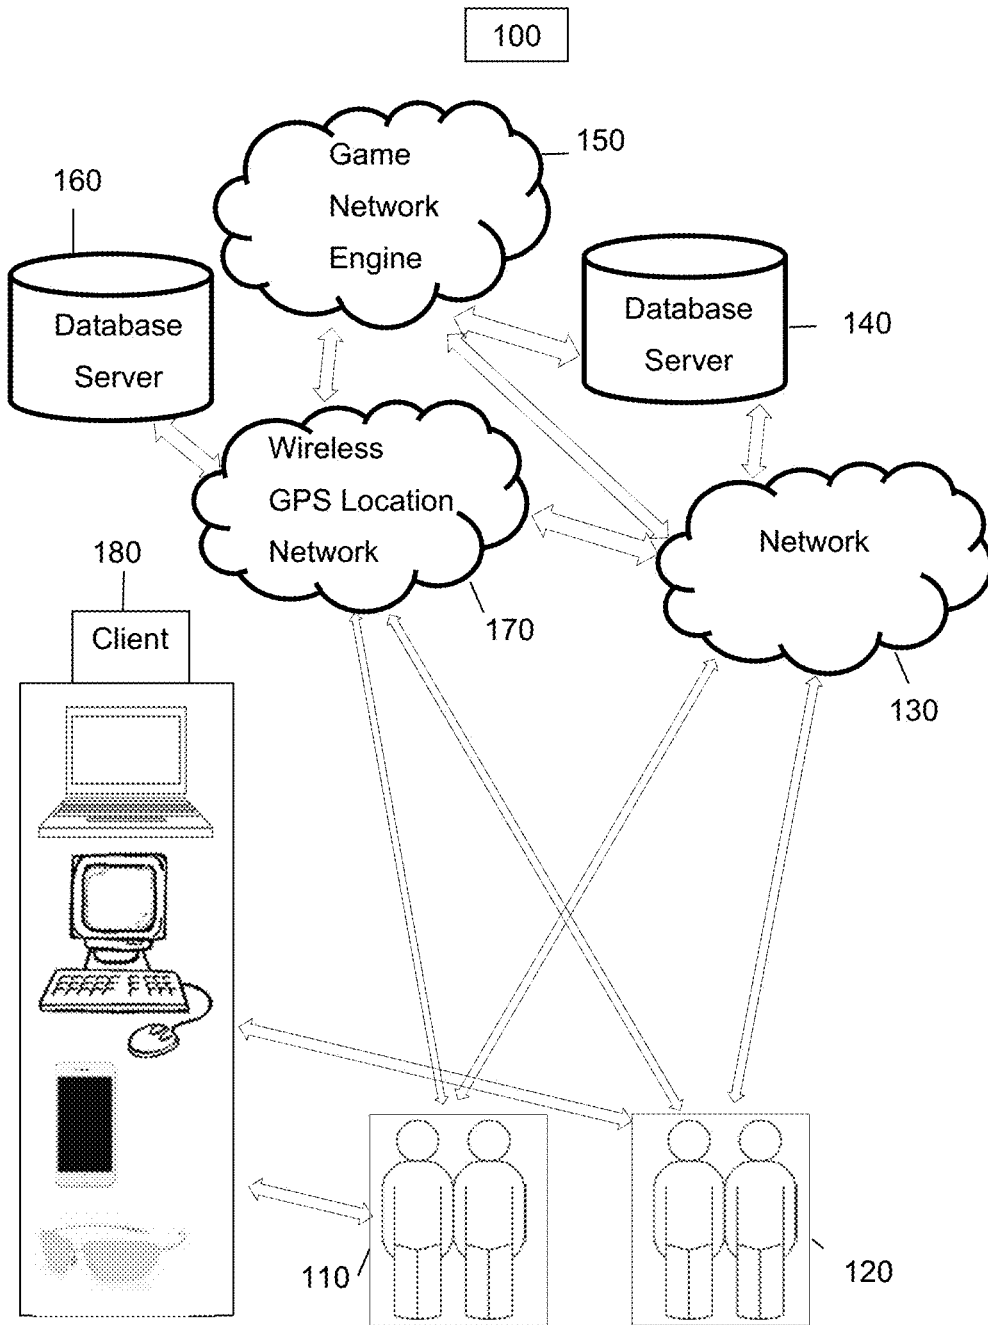 100
Game
Network
Engine
150
160
Database
Server
Database
Server
140
Wireless
GPS Location
Network
170
Network
130
180
Client
110
120